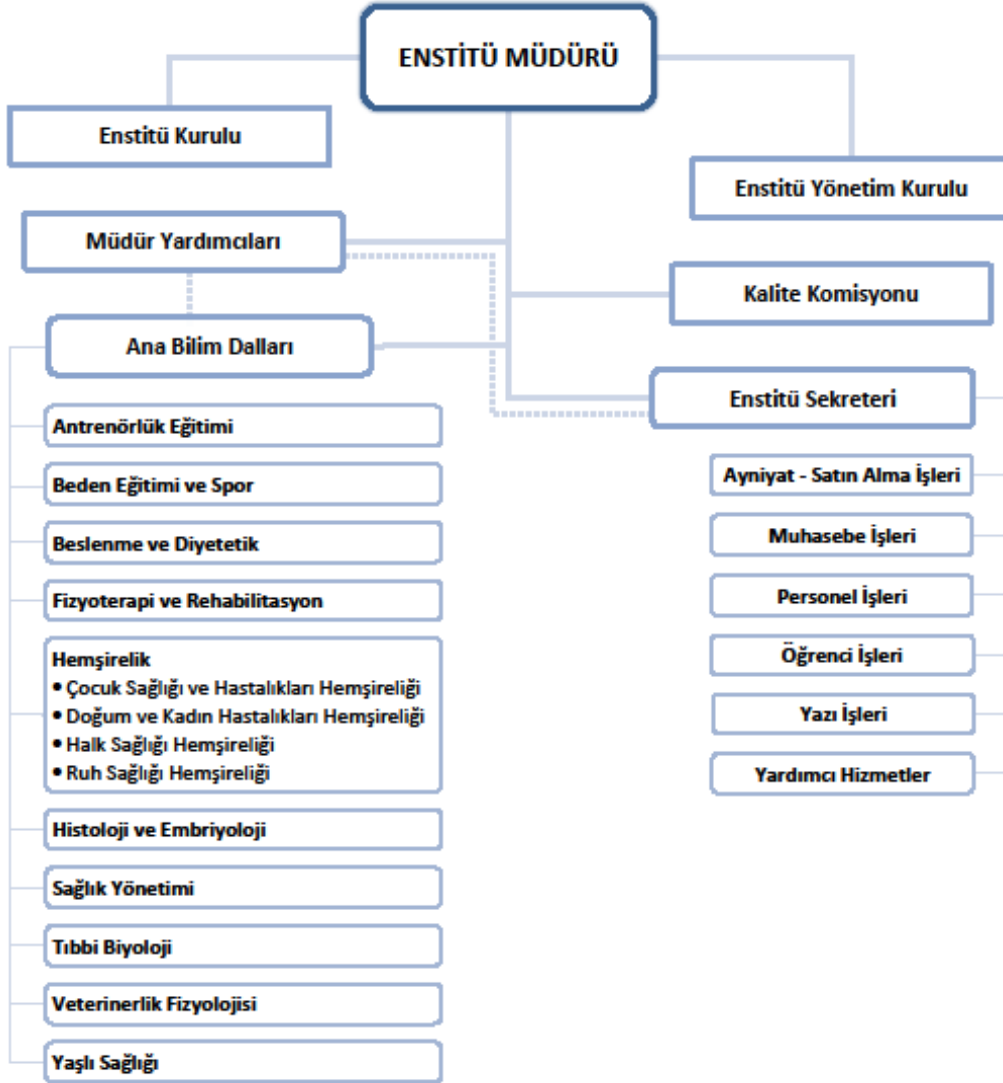 ENSTİTÜ MÜDÜRÜ
Enstitü Kurulu
Enstitü Yönetim Kurulu
Müdür Yardımcıları
Kalite Komisyonu
Ana Bilim Dalları
Enstitü Sekreteri
Antrenörlük Eğitimi
Beden Eğitimi ve Spor
Beslenme ve Diyetetik
Fizyoterapi ve Rehabilitasyon
Hemşirelik
• Çocuk Sağlığı ve Hastalıkları Hemşireliği
• Doğum ve Kadın Hastalıkları Hemşireliği
• Halk Sağlığı Hemşireliği
• Ruh Sağlığı Hemşireliği
Histoloji ve Embriyoloji
Sağlık Yönetimi
Tıbbi Biyoloji
Veterinerlik Fizyolojisi
Yaşlı Sağlığı
Ayniyat - Satın Alma İşleri
Muhasebe İşleri
Personel İşleri
Öğrenci İşleri
Yazı İşleri
Yardımcı Hizmetler